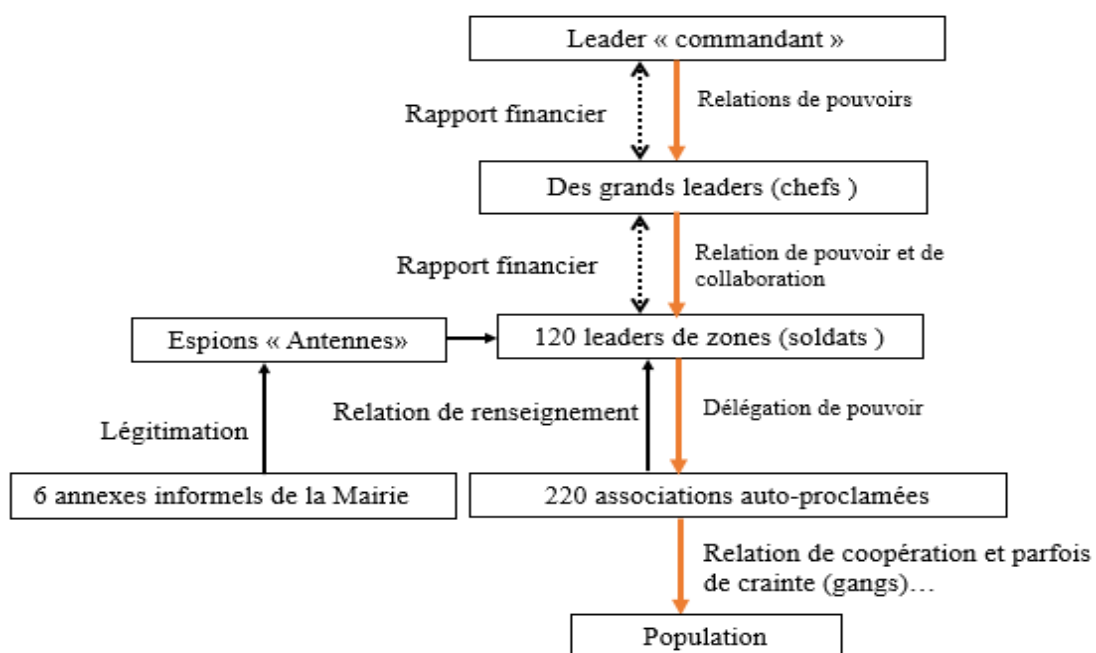 Leader « commandant »
Rapport financier
Relations de pouvoirs
Des grands leaders (chefs )
Rapport financier
Relation de pouvoir et de
collaboration
Espions « Antennes»
120 leaders de zones (soldats )
Légitimation
Relation de renseignement
Délégation de pouvoir
6 annexes informels de la Mairie
220 associations auto-proclamées
Relation de coopération et parfois
de crainte (gangs)…
Population